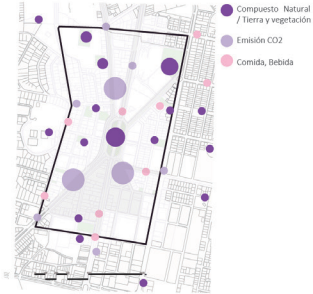 Compuesto Natural
/ Tierra y vegetación
Emisión CO2
Comida, Bebida